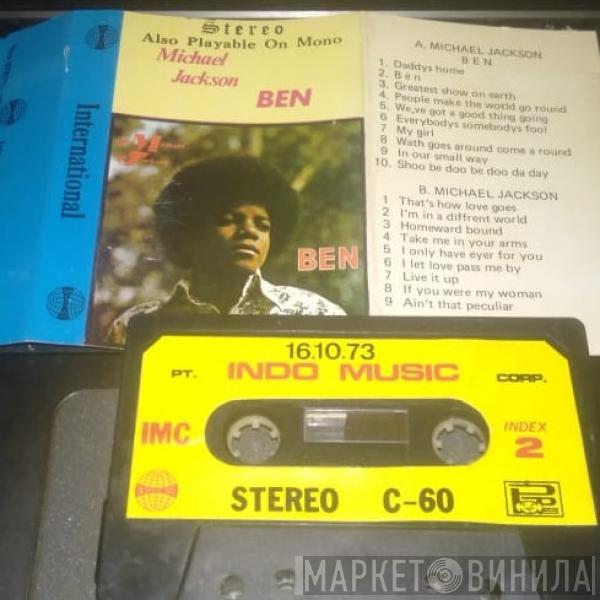 International
Stereo
Also Playable On Mono
Michael
Jackson
BEN
BEN
A. MICHAEL JACKSON
BEN
1. Daddys home
2. Ben
3. Greatest show on earth
4. People make the world go round
5. We,ve got a good thing going
6 Everybodys somebodys fool
7 My girl
8 Wath goes around come a round
9 In our small way
10. Shoo be doo be doo da day
B. MICHAEL JACKSON
1 That's how love goes
2 I'm in a diffrent world
3 Homeward bound
4 Take me in your arms
5 I only have eyer for you
6 I let love pass me by
7 Live it up
8 If you were my woman
9 Ain't that peculiar
16.10.73
PT. INDO MUSIC CORP.
IMC
INDEX
2
STEREO C-60
МАРКЕТ ВИНИЛА